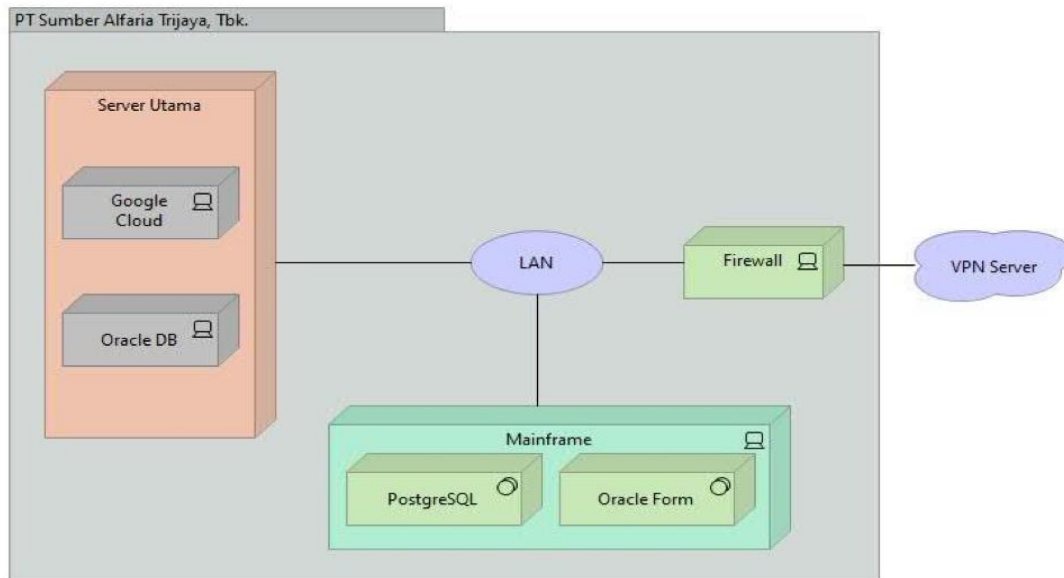 PT Sumber Alfaria Trijaya, Tbk.
Server Utama
Google
Cloud
Oracle DB
LAN
Firewall
VPN Server
Mainframe
PostgreSQL
Oracle Form